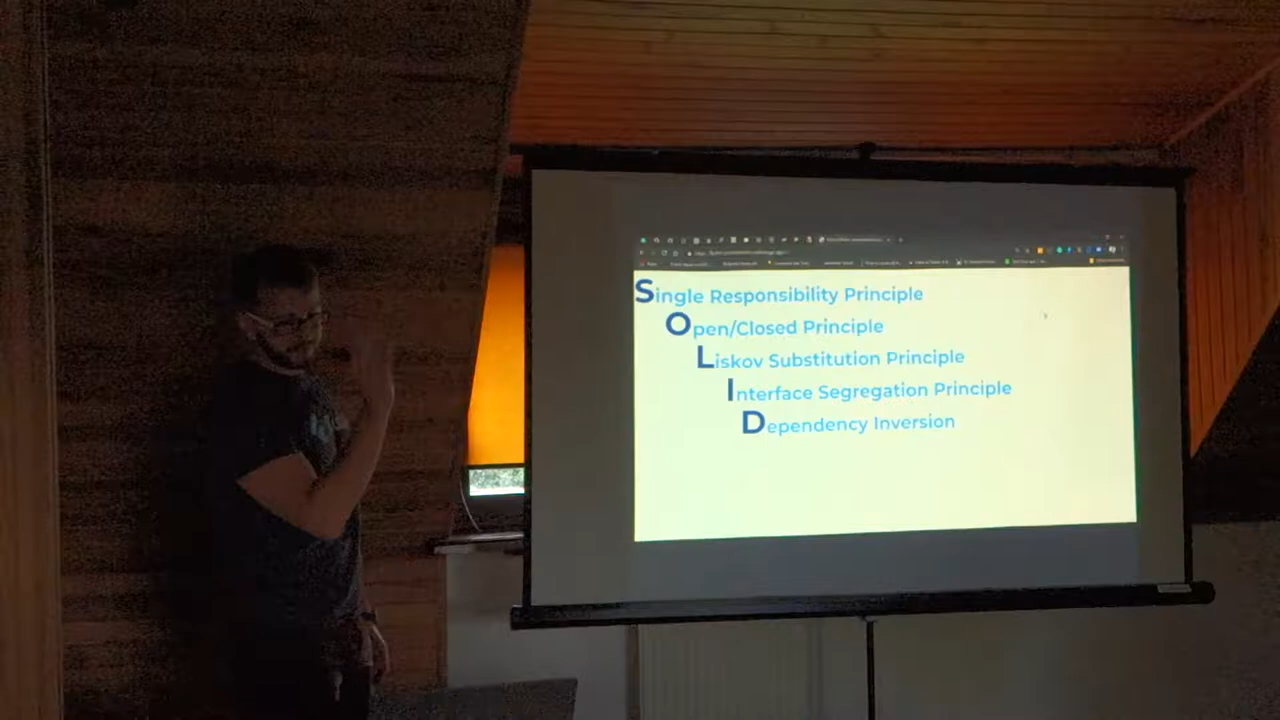 Single Responsibility Principle
Open/Closed Principle
Liskov Substitution Principle
Interface Segregation Principle
Dependency Inversion